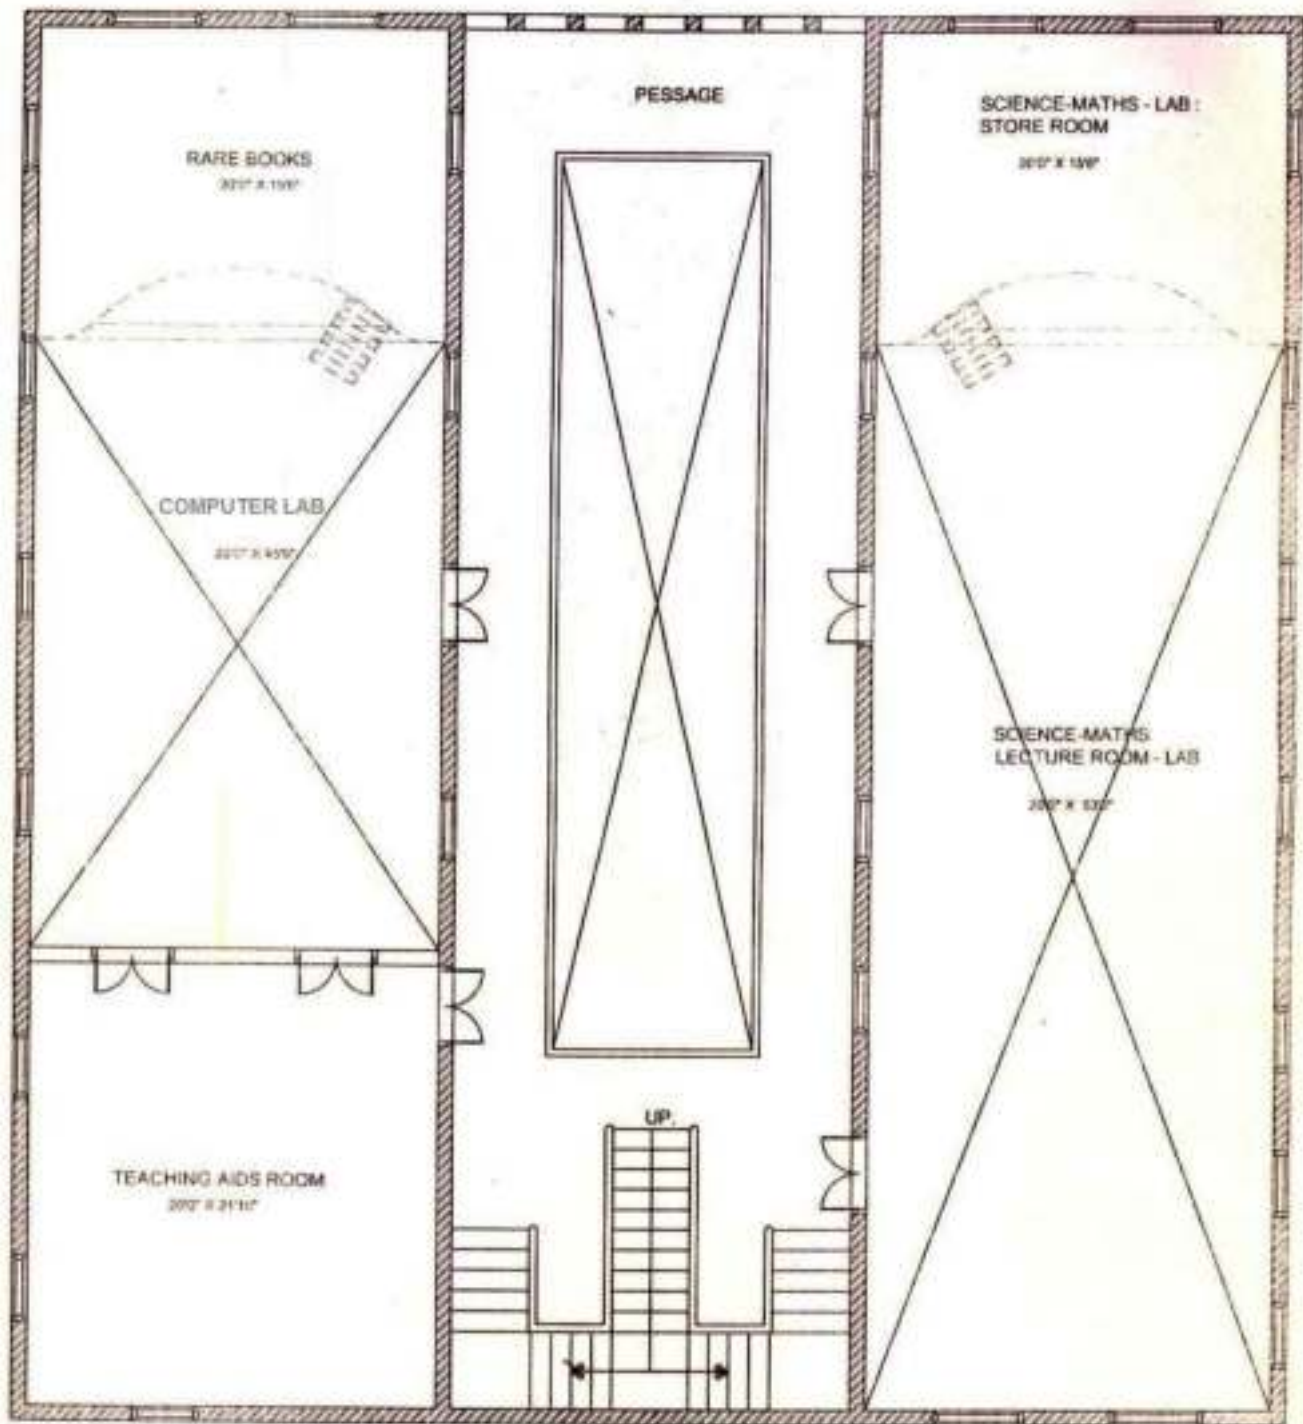 PESSAGE
SCIENCE-MATHS - LAB :
STORE ROOM
RARE BOOKS
COMPUTER LAB
SCIENCE-MATHS
LECTURE ROOM - LAB
UP.
TEACHING AIDS ROOM